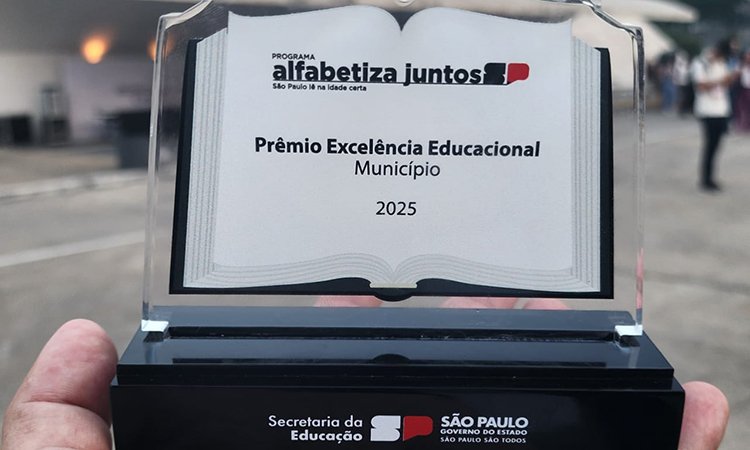 PROGRAMA
alfabetiza juntos SP
São Paulo lê na idade certa
Prêmio Excelência Educacional
Município
2025
Secretaria da
Educação
SP
SÃO PAULO
GOVERNO DO ESTADO
SÃO PAULO SÃO TODOS